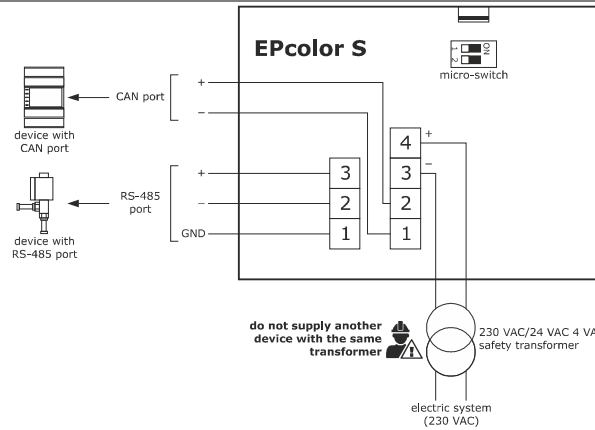 EPcolor S
ON
1
2
micro-switch
CAN port
+
−
device with
CAN port
4
+
3
−
2
1
RS-485
port
+
−
GND
3
2
1
device with
RS-485 port
do not supply another
device with the same
transformer
230 VAC/24 VAC 4 VA
safety transformer
electric system
(230 VAC)